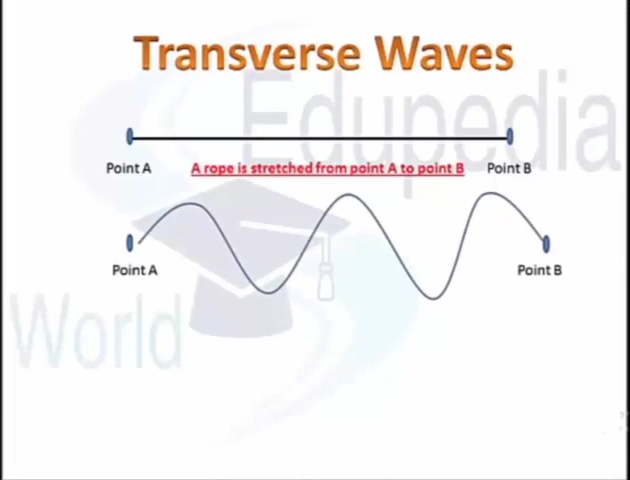 Transverse Waves
Edupedia
Point A
A rope is stretched from point A to point B
Point B
Point A
Point B
World